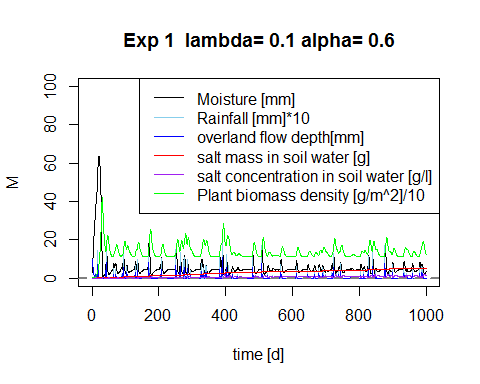 Exp 1 lambda= 0.1 alpha= 0.6
M
100
80
60
40
20
0
Moisture [mm]
Rainfall [mm]*10
overland flow depth[mm]
salt mass in soil water [g]
salt concentration in soil water [g/l]
Plant biomass density [g/m^2]/10
0 200 400 600 800 1000
time [d]